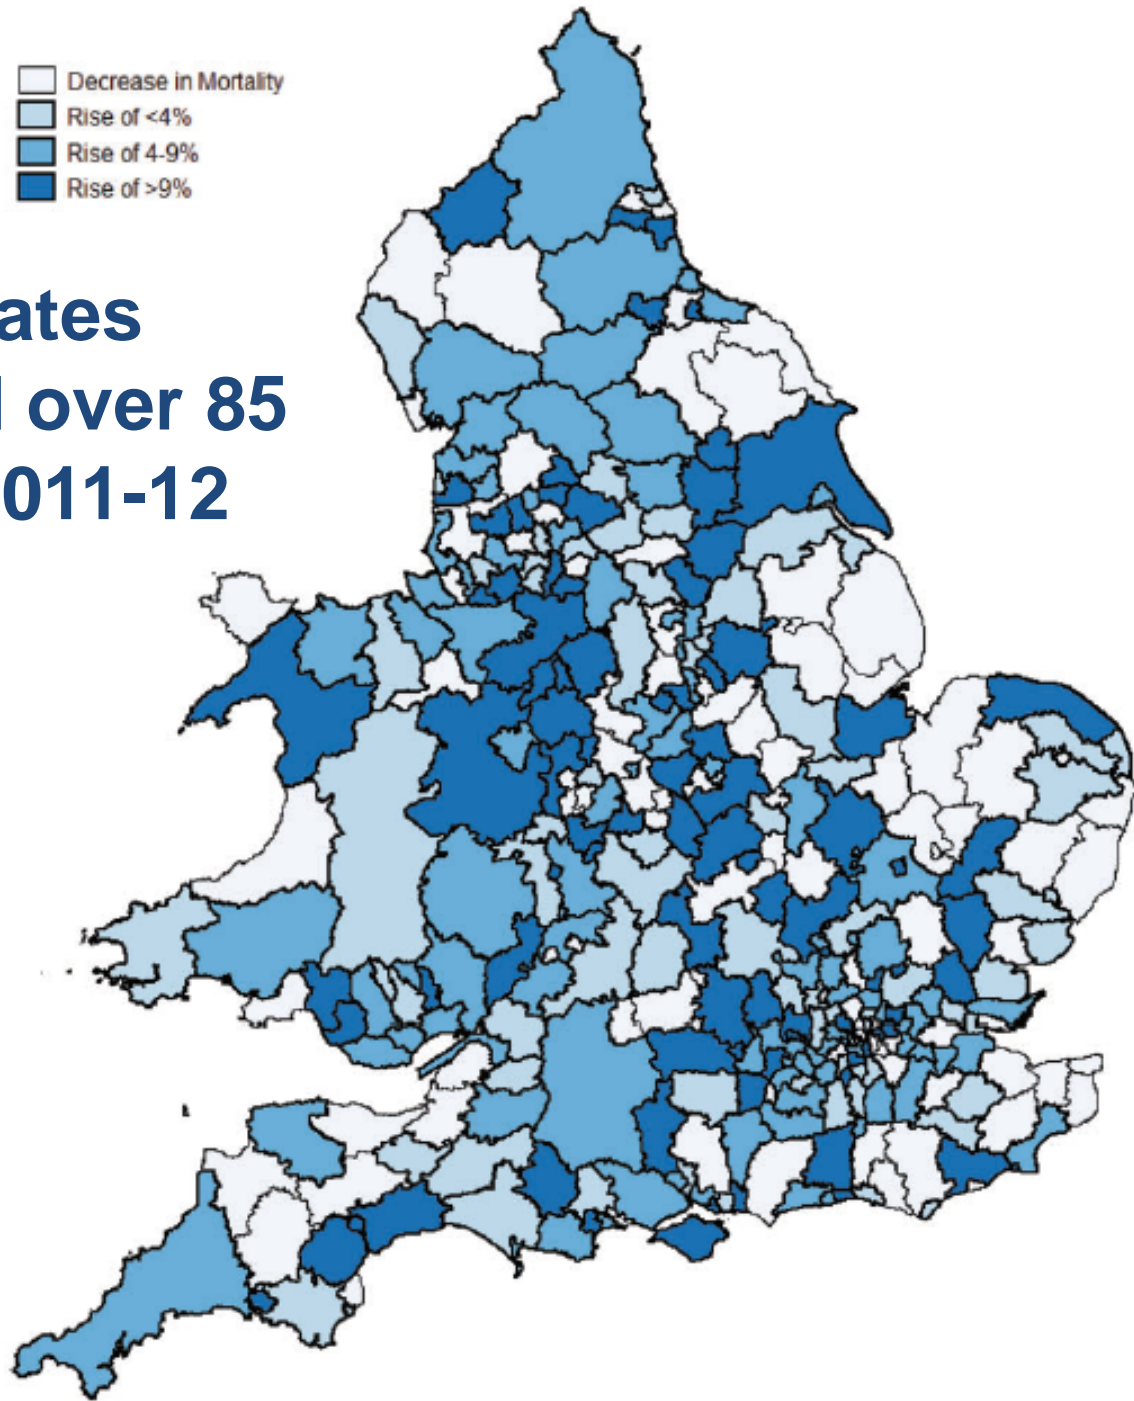 Decrease in Mortality
Rise of <4%
Rise of 4-9%
Rise of >9%
ates
over 85
011-12